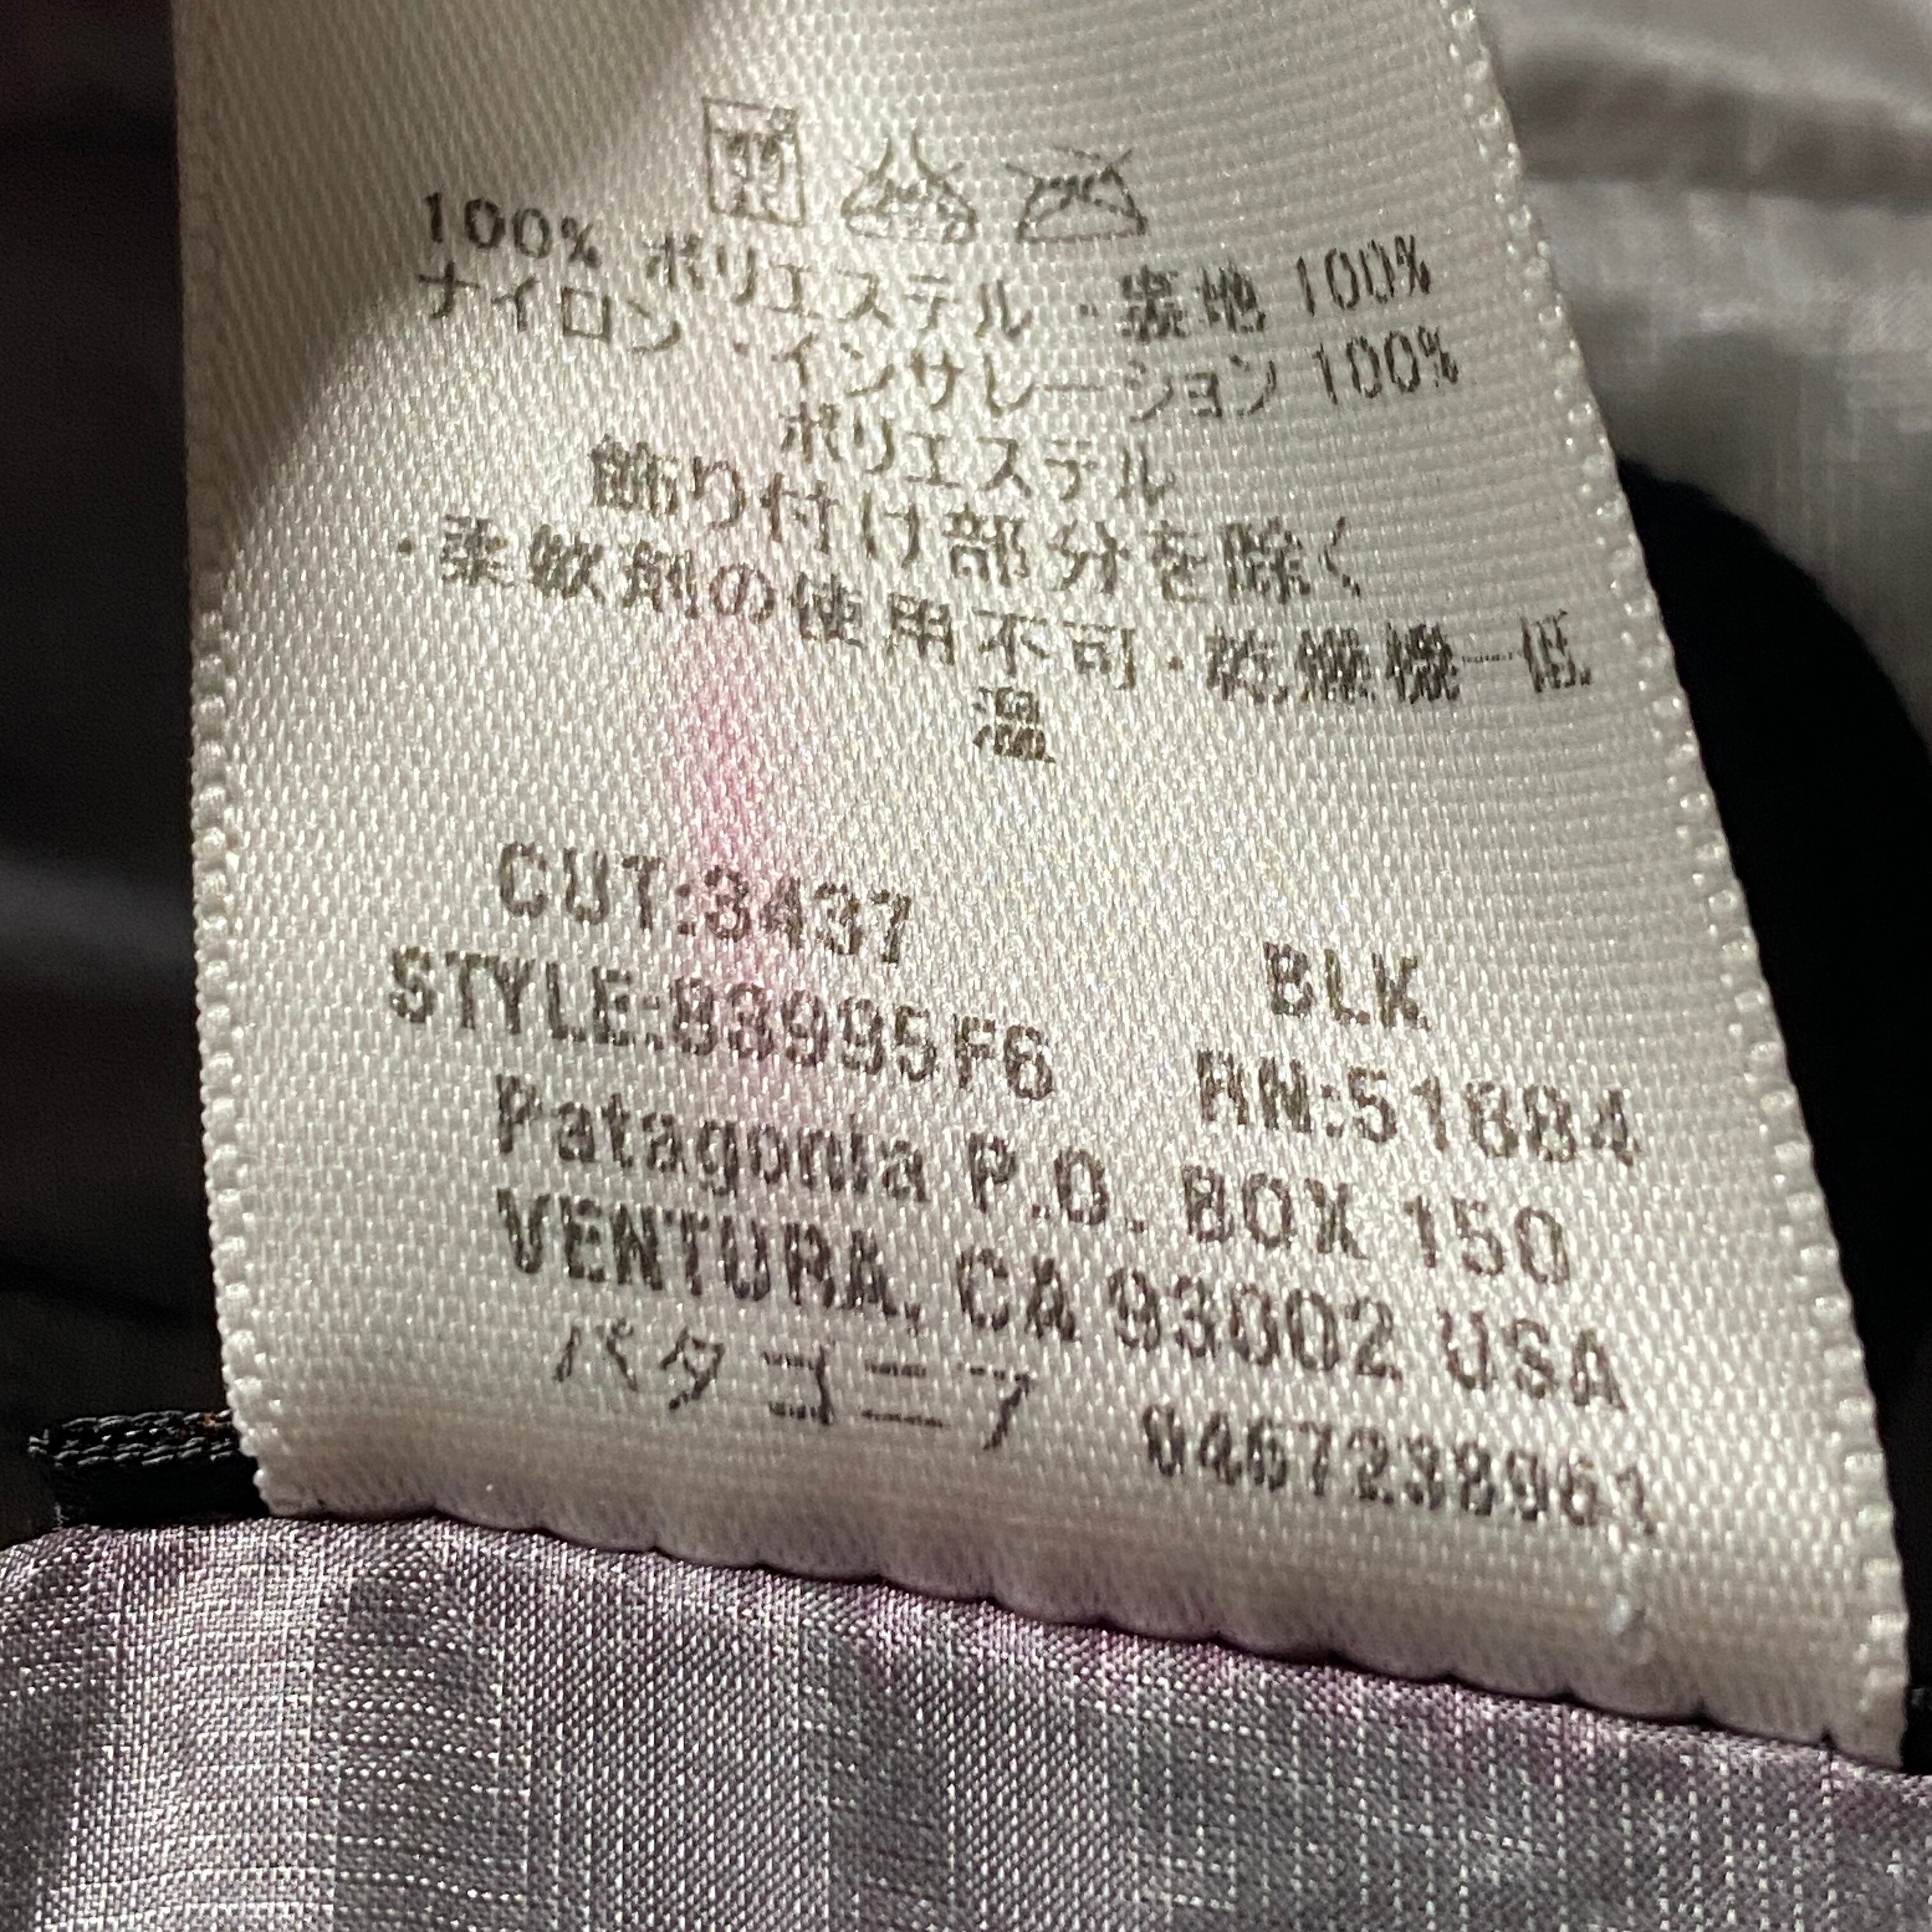 100% ポリエステル ・表地 100%
ナイロン ・インサレーション 100%
ポリエステル
飾り付け部分を除く
・柔軟剤の使用不可・乾燥機ー低
温
CUT:3437 BLK
STYLE:83995F6 RN:51884
Patagonia P.O. BOX 150
VENTURA, CA 93002 USA
パタゴニア